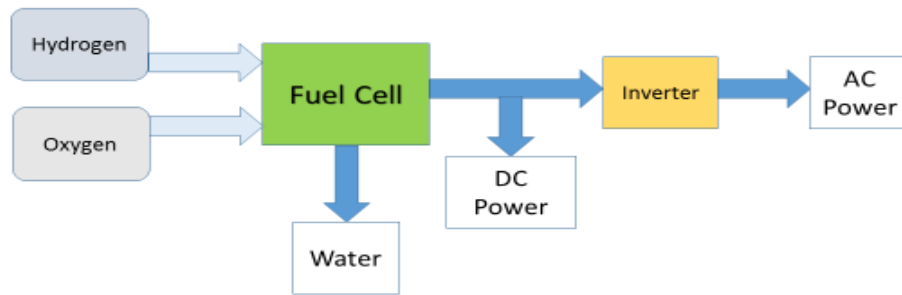 Hydrogen
Oxygen
Fuel Cell
Water
DC
Power
Inverter
AC
Power